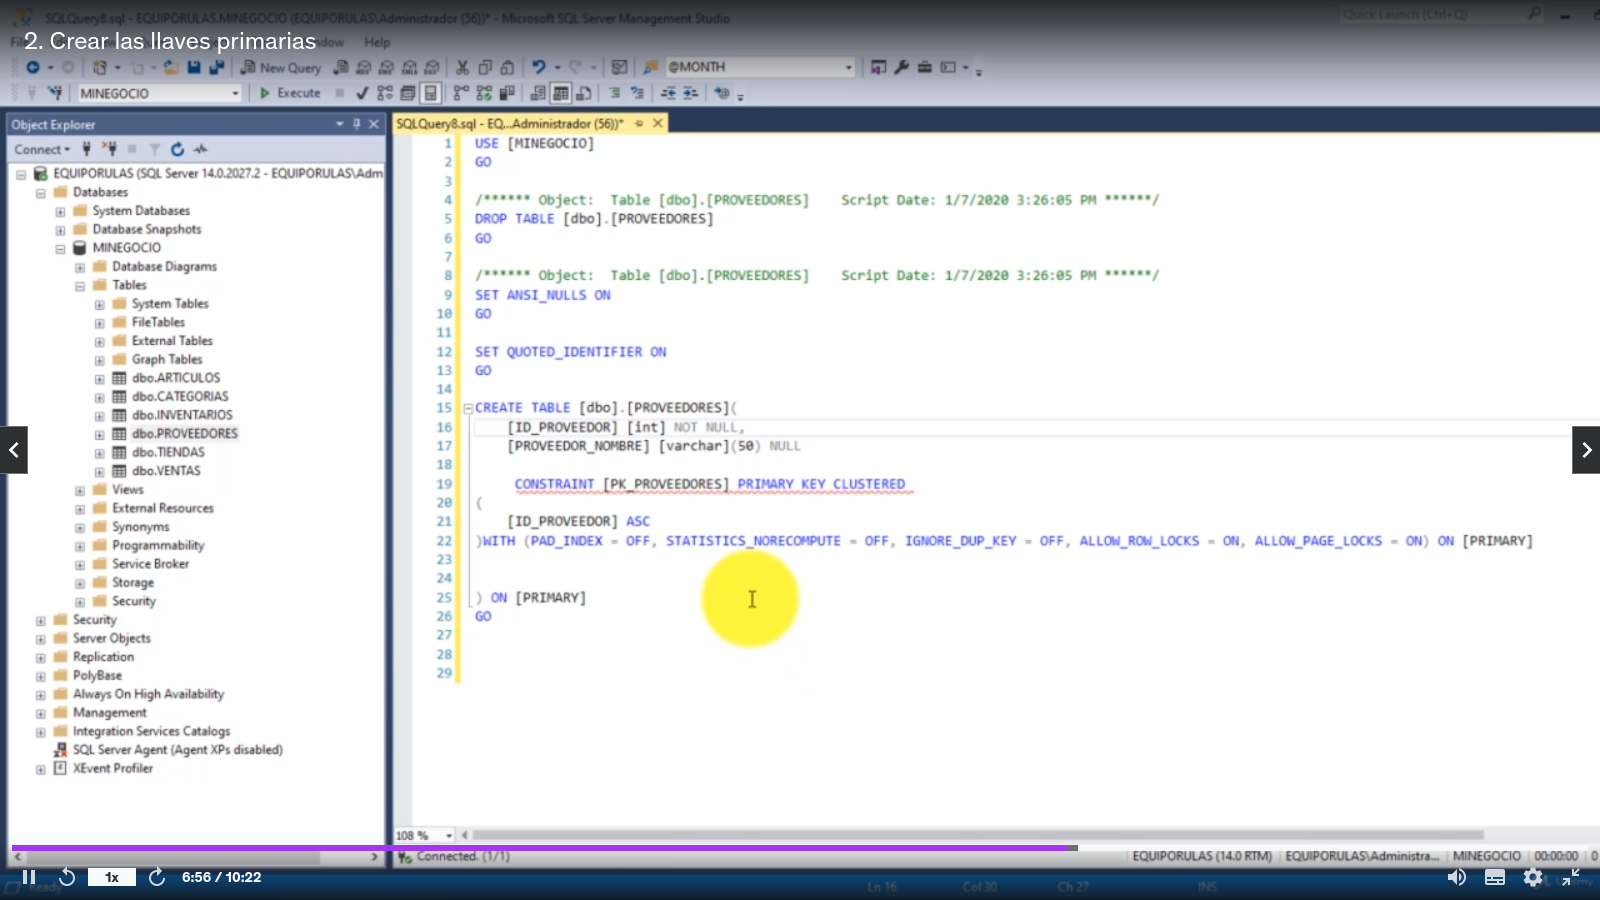 SQLQuery8.sql - EQUIPORULAS.MINEGOCIO (EQUIPORULAS\Administrador (56))* - Microsoft SQL Server Management Studio
Quick Launch (Ctrl+Q)
2. Crear las llaves primarias
Help
New Query
@MONTH
MINEGOCIO
Execute
Object Explorer
Connect
EQUIPORULAS (SQL Server 14.0.2027.2 - EQUIPORULAS\Adm
Databases
System Databases
Database Snapshots
MINEGOCIO
Database Diagrams
Tables
System Tables
FileTables
External Tables
Graph Tables
dbo.ARTICULOS
dbo.CATEGORIAS
dbo.INVENTARIOS
dbo.PROVEEDORES
dbo.TIENDAS
dbo.VENTAS
Views
External Resources
Synonyms
Programmability
Service Broker
Storage
Security
Security
Server Objects
Replication
PolyBase
Always On High Availability
Management
Integration Services Catalogs
SQL Server Agent (Agent XPs disabled)
XEvent Profiler
SQLQuery8.sql - EQ...Administrador (56))*
1 USE [MINEGOCIO]
2 GO
3
4 /****** Object:  Table [dbo].[PROVEEDORES]    Script Date: 1/7/2020 3:26:05 PM ******/
5 DROP TABLE [dbo].[PROVEEDORES]
6 GO
7
8 /****** Object:  Table [dbo].[PROVEEDORES]    Script Date: 1/7/2020 3:26:05 PM ******/
9 SET ANSI_NULLS ON
10 GO
11
12 SET QUOTED_IDENTIFIER ON
13 GO
14
15 CREATE TABLE [dbo].[PROVEEDORES](
16 [ID_PROVEEDOR] [int] NOT NULL,
17 [PROVEEDOR_NOMBRE] [varchar](50) NULL
18
19 CONSTRAINT [PK_PROVEEDORES] PRIMARY KEY CLUSTERED
20 (
21 [ID_PROVEEDOR] ASC
22 )WITH (PAD_INDEX = OFF, STATISTICS_NORECOMPUTE = OFF, IGNORE_DUP_KEY = OFF, ALLOW_ROW_LOCKS = ON, ALLOW_PAGE_LOCKS = ON) ON [PRIMARY]
23
24
25 ) ON [PRIMARY]
26 GO
27
28
29
108 %
Connected. (1/1)
EQUIPORULAS (14.0 RTM)
EQUIPORULAS\Administra...
MINEGOCIO
00:00:00
0
1x
6:56 / 10:22
Ready
Ln 16
Col 30
Ch 27
INS